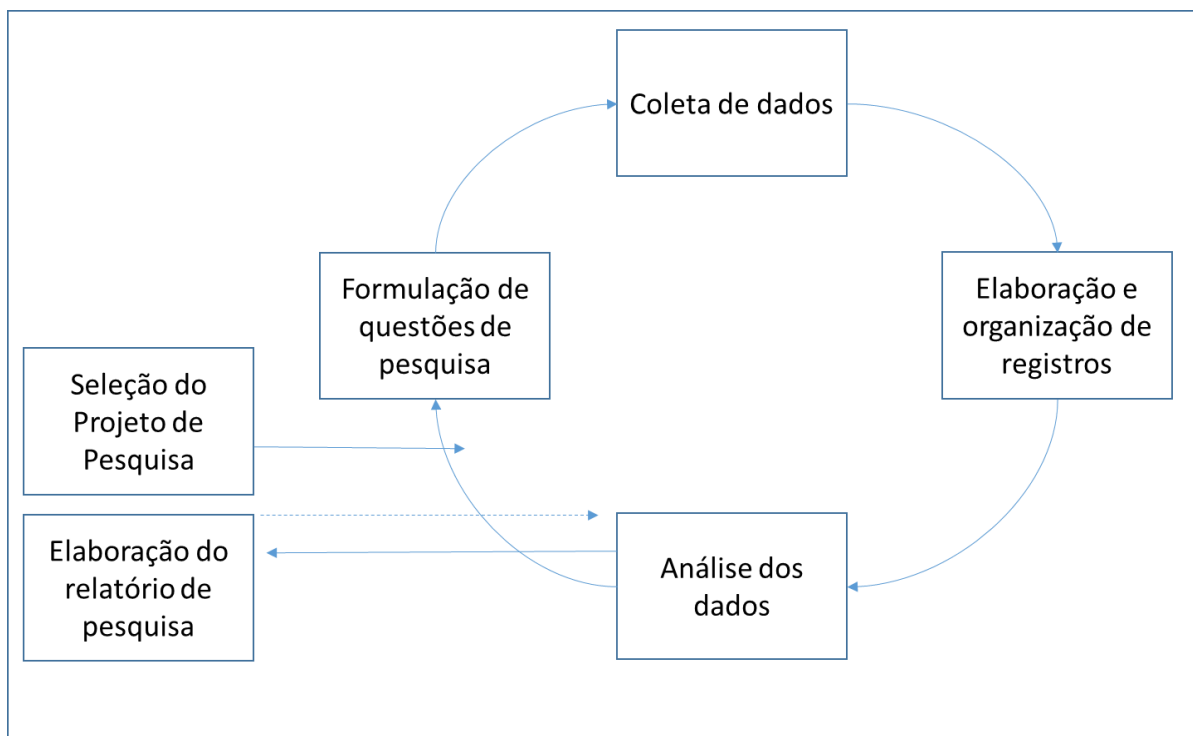 Coleta de dados
Formulação de
questões de
pesquisa
Elaboração e
organização de
registros
Seleção do
Projeto de
Pesquisa
Elaboração do
relatório de
pesquisa
Análise dos
dados